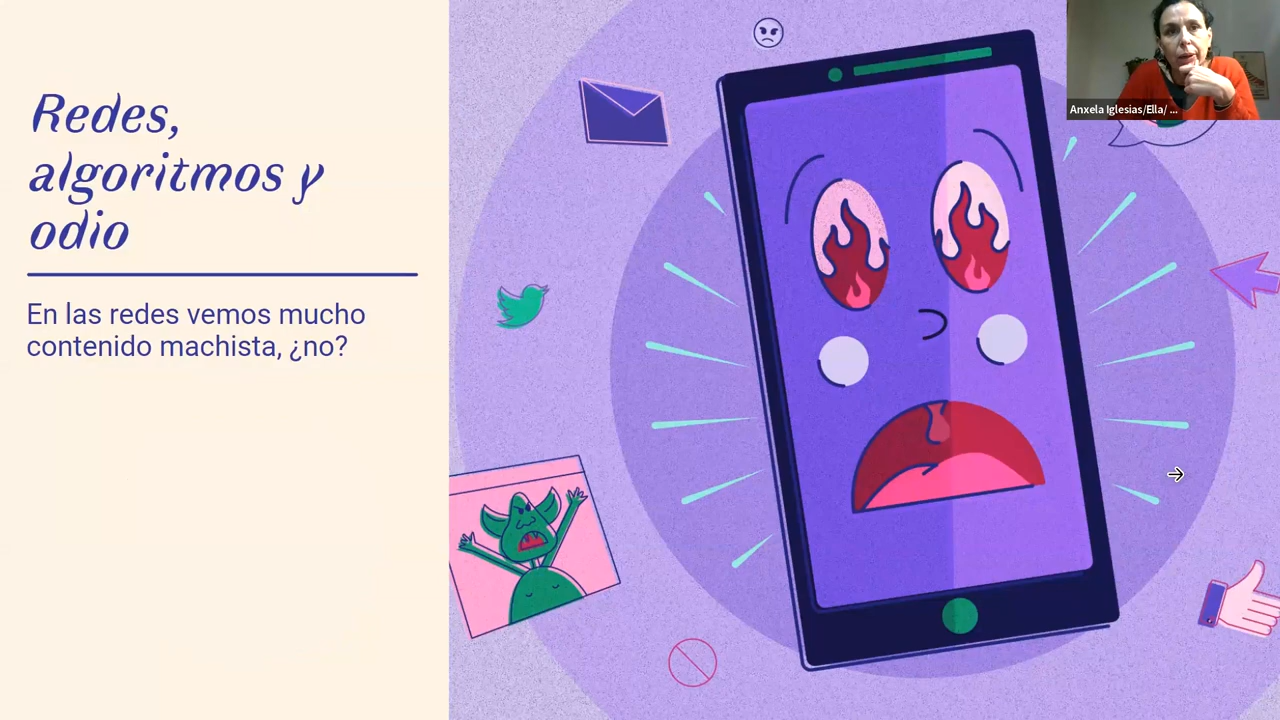 Redes,
algoritmos y
odio
En las redes vemos mucho
contenido machista, ¿no?
Anxela Iglesias/Ella/ ...